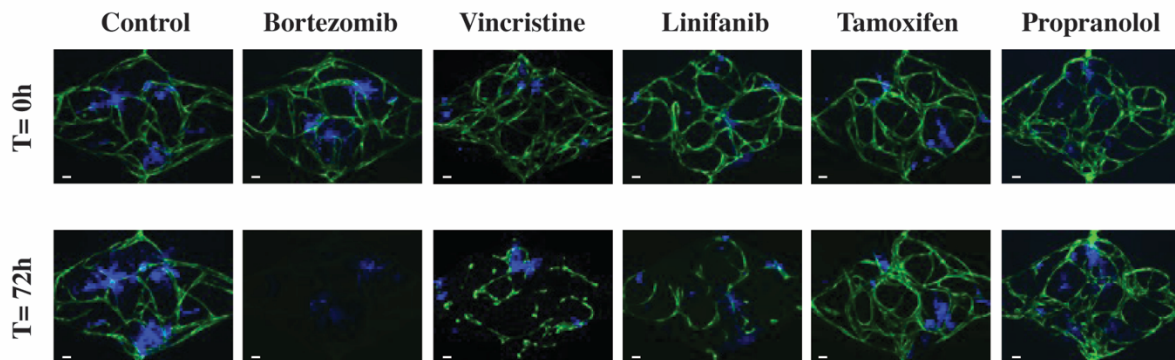 Control Bortezomib Vincristine Linifanib Tamoxifen Propranolol
T= 0h
T= 72h